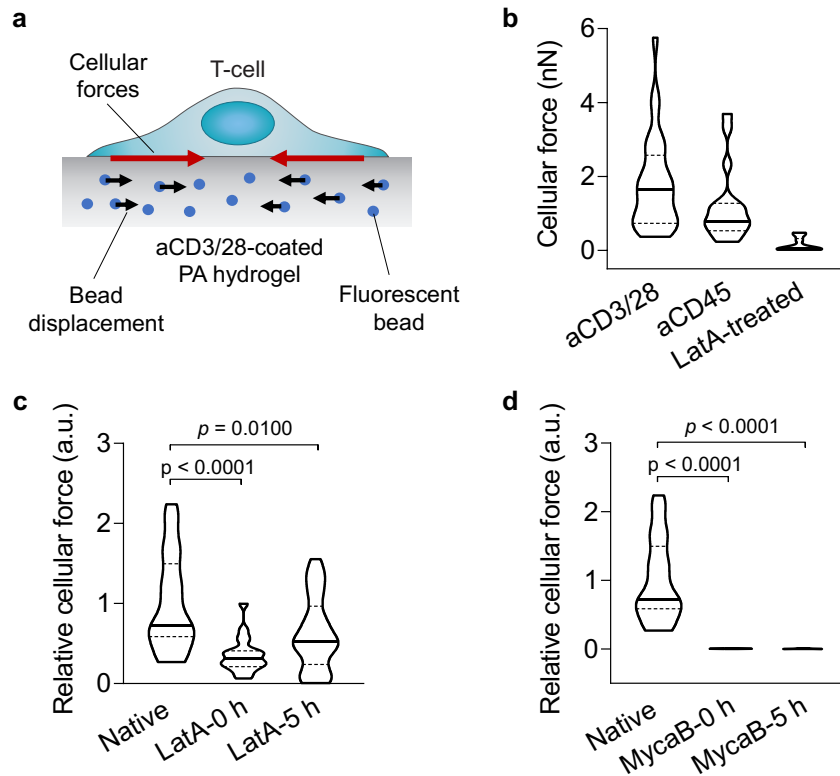 a
Cellular
forces
T-cell
aCD3/28-coated
PA hydrogel
Bead
displacement
Fluorescent
bead
b
Cellular force (nN)
6
4
2
0
aCD3/28
aCD45
LatA-treated
c
Relative cellular force (a.u.)
3
2
1
0
p = 0.0100
p < 0.0001
Native
LatA-0 h
LatA-5 h
d
Relative cellular force (a.u.)
3
2
1
0
p < 0.0001
p < 0.0001
Native
MycaB-0 h
MycaB-5 h